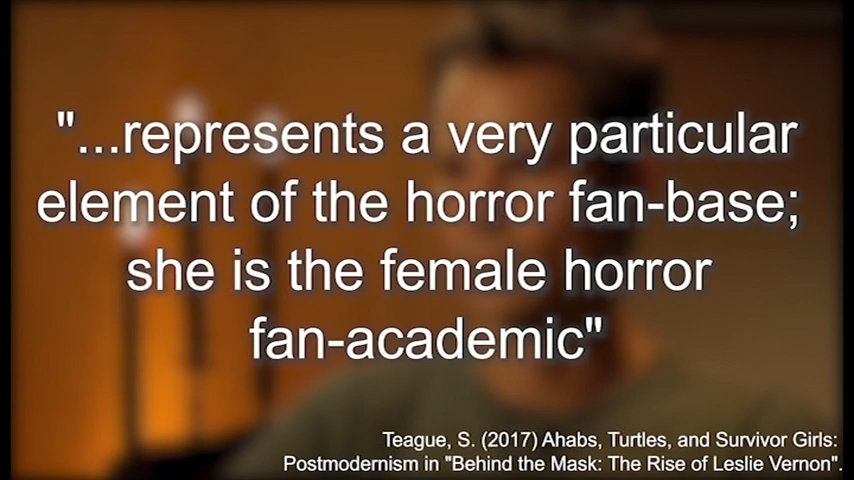 "...represents a very particular
element of the horror fan-base;
she is the female horror
fan-academic"
Teague, S. (2017) Ahabs, Turtles, and Survivor Girls:
Postmodernism in "Behind the Mask: The Rise of Leslie Vernon".